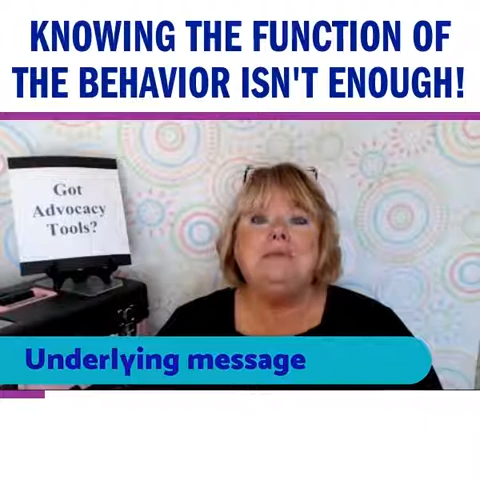 KNOWING THE FUNCTION OF
THE BEHAVIOR ISN'T ENOUGH!
Got
Advocacy
Tools?
Underlying message